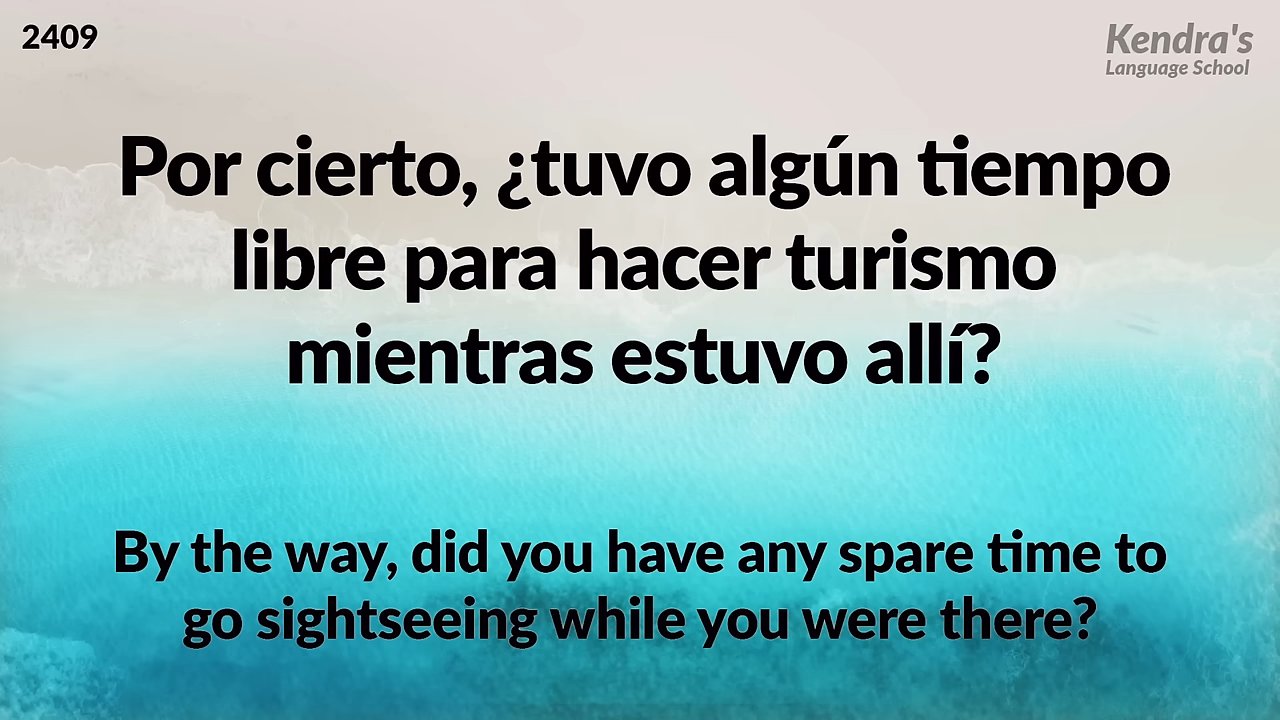 2409
Kendra's
Language School
Por cierto, ¿tuvo algún tiempo
libre para hacer turismo
mientras estuvo allí?
By the way, did you have any spare time to
go sightseeing while you were there?